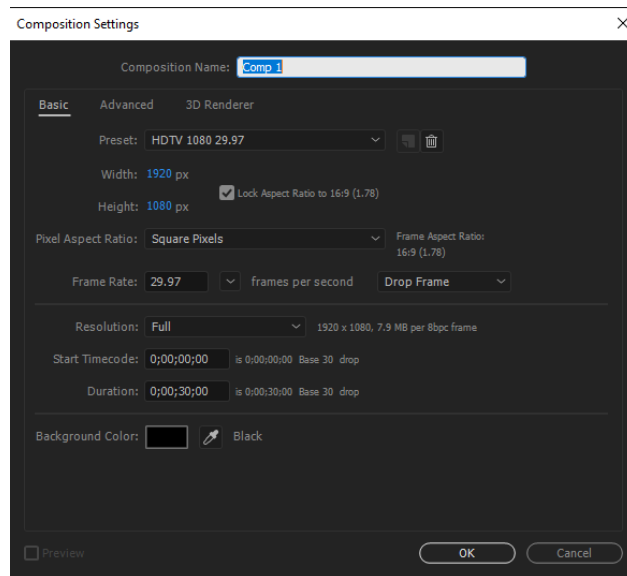 Composition Settings
Composition Name: Comp 1
Basic Advanced 3D Renderer
Preset: HDTV 1080 29.97
Width: 1920 px
Lock Aspect Ratio to 16:9 (1.78)
Height: 1080 px
Pixel Aspect Ratio: Square Pixels
Frame Aspect Ratio:
16:9 (1.78)
Frame Rate: 29.97 frames per second Drop Frame
Resolution: Full 1920 x 1080, 7.9 MB per 8bpc frame
Start Timecode: 0;00;00;00 is 0;00;00;00 Base 30 drop
Duration: 0;00;30;00 is 0;00;30;00 Base 30 drop
Background Color: Black
Preview OK Cancel